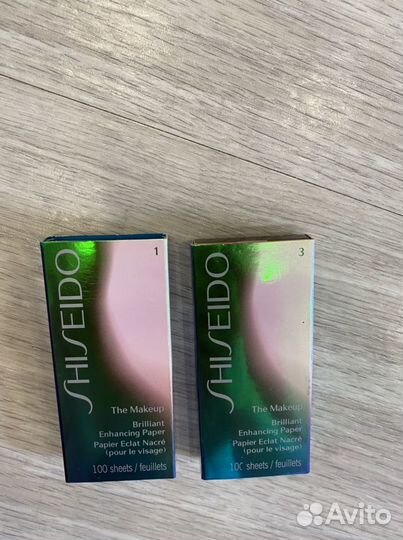 1
SHISEIDO
The Makeup
Brilliant
Enhancing Paper
Papier Eclat Nacré
(pour le visage)
100 sheets / feuillets
3
SHISEIDO
The Makeup
Brilliant
Enhancing Paper
Papier Eclat Nacré
(pour le visage)
100 sheets / feuillets
Avito